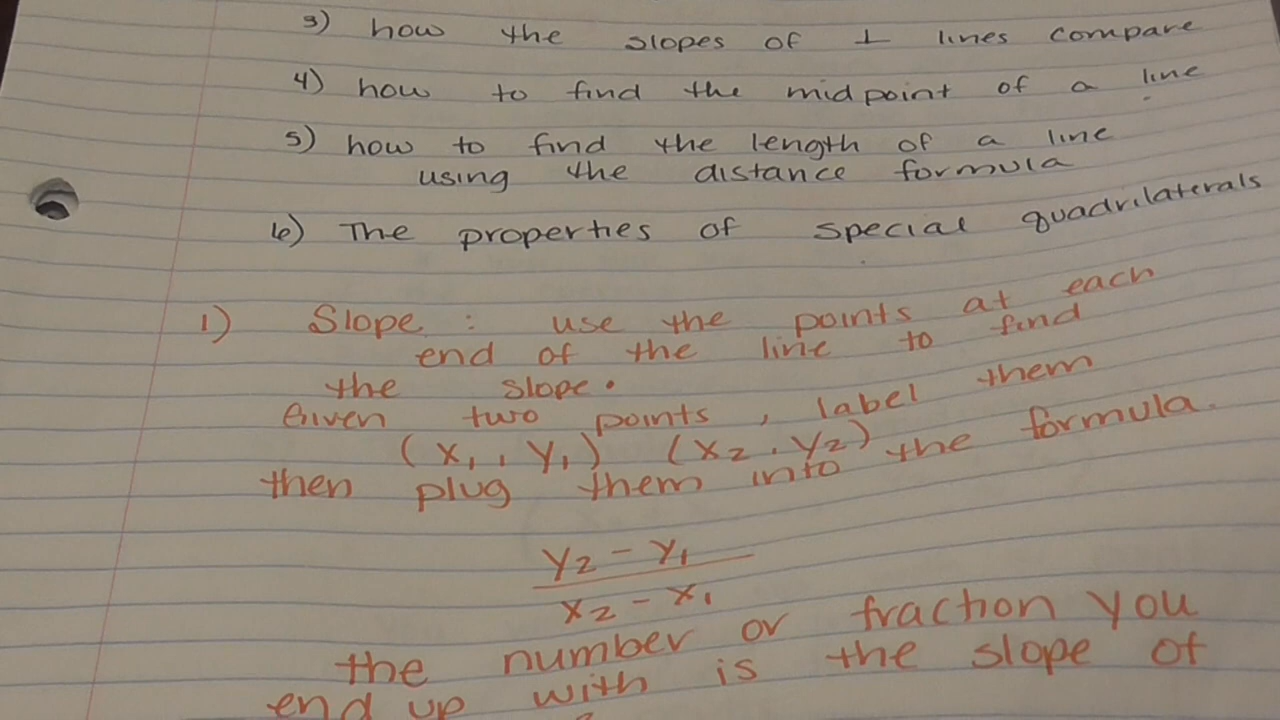 3) how the slopes of ⊥ lines compare
4) how to find the midpoint of a line
5) how to find the length of a line
using the distance formula
6) The properties of special quadrilaterals
1) Slope : use the points at each
end of the line to find
the slope.
Given two points, label them
(x₁, y₁) (x₂, y₂)
then plug them into the formula.
y₂ - y₁
x₂ - x₁
the number or fraction you
end up with is the slope of